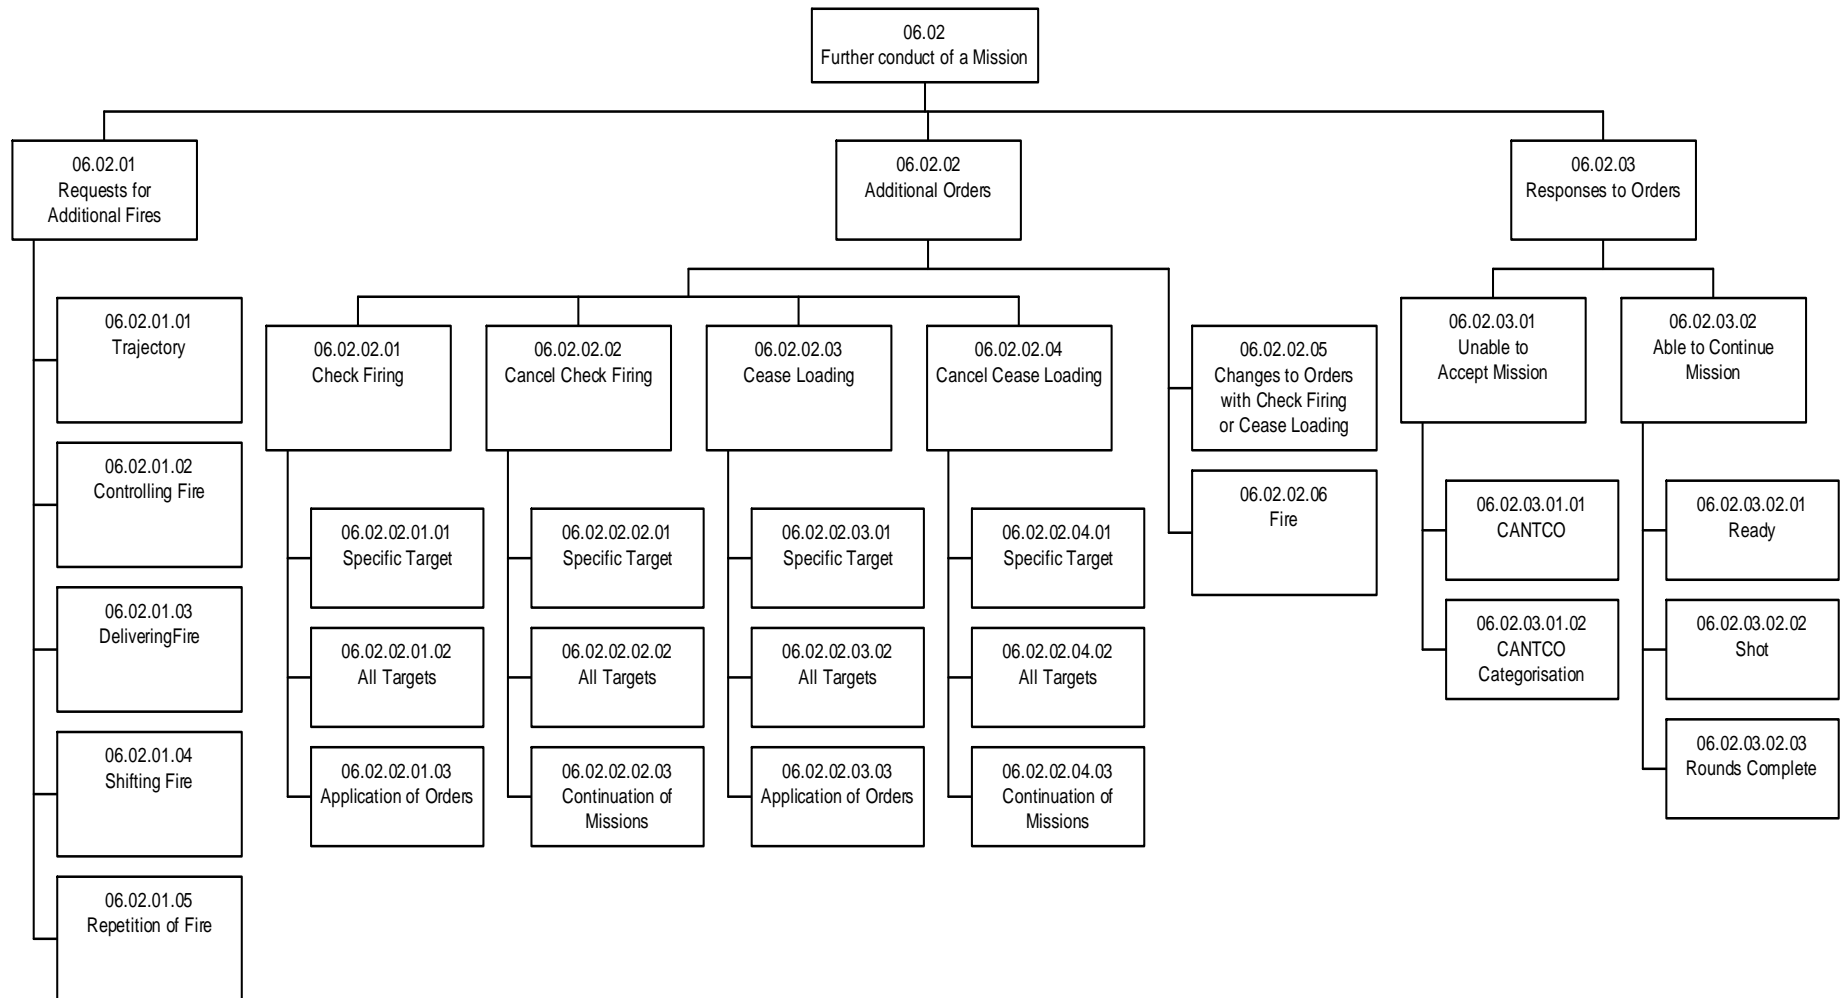 06.02
Further conduct of a Mission
06.02.01
Requests for
Additional Fires
06.02.02
Additional Orders
06.02.03
Responses to Orders
06.02.01.01
Trajectory
06.02.01.02
Controlling Fire
06.02.01.03
DeliveringFire
06.02.01.04
Shifting Fire
06.02.01.05
Repetition of Fire
06.02.02.01
Check Firing
06.02.02.01.01
Specific Target
06.02.02.01.02
All Targets
06.02.02.01.03
Application of Orders
06.02.02.02
Cancel Check Firing
06.02.02.02.01
Specific Target
06.02.02.02.02
All Targets
06.02.02.02.03
Continuation of
Missions
06.02.02.03
Cease Loading
06.02.02.03.01
Specific Target
06.02.02.03.02
All Targets
06.02.02.03.03
Application of Orders
06.02.02.04
Cancel Cease Loading
06.02.02.04.01
Specific Target
06.02.02.04.02
All Targets
06.02.02.04.03
Continuation of
Missions
06.02.02.05
Changes to Orders
with Check Firing
or Cease Loading
06.02.02.06
Fire
06.02.03.01
Unable to
Accept Mission
06.02.03.01.01
CANTCO
06.02.03.01.02
CANTCO
Categorisation
06.02.03.02
Able to Continue
Mission
06.02.03.02.01
Ready
06.02.03.02.02
Shot
06.02.03.02.03
Rounds Complete